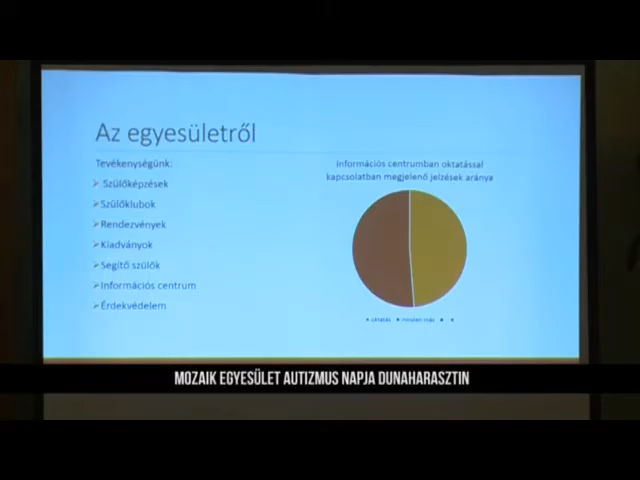 Az egyesületről
Tevékenységünk:
Szülőképzések
Szülőklubok
Rendezvények
Kiadványok
Segítő szülők
Információs centrum
Érdekvédelem
Információs centrumban oktatással
kapcsolatban megjelenő jelzések aránya
oktatás minden más
MOZAIK EGYESÜLET AUTIZMUS NAPJA DUNAHARASZTIN